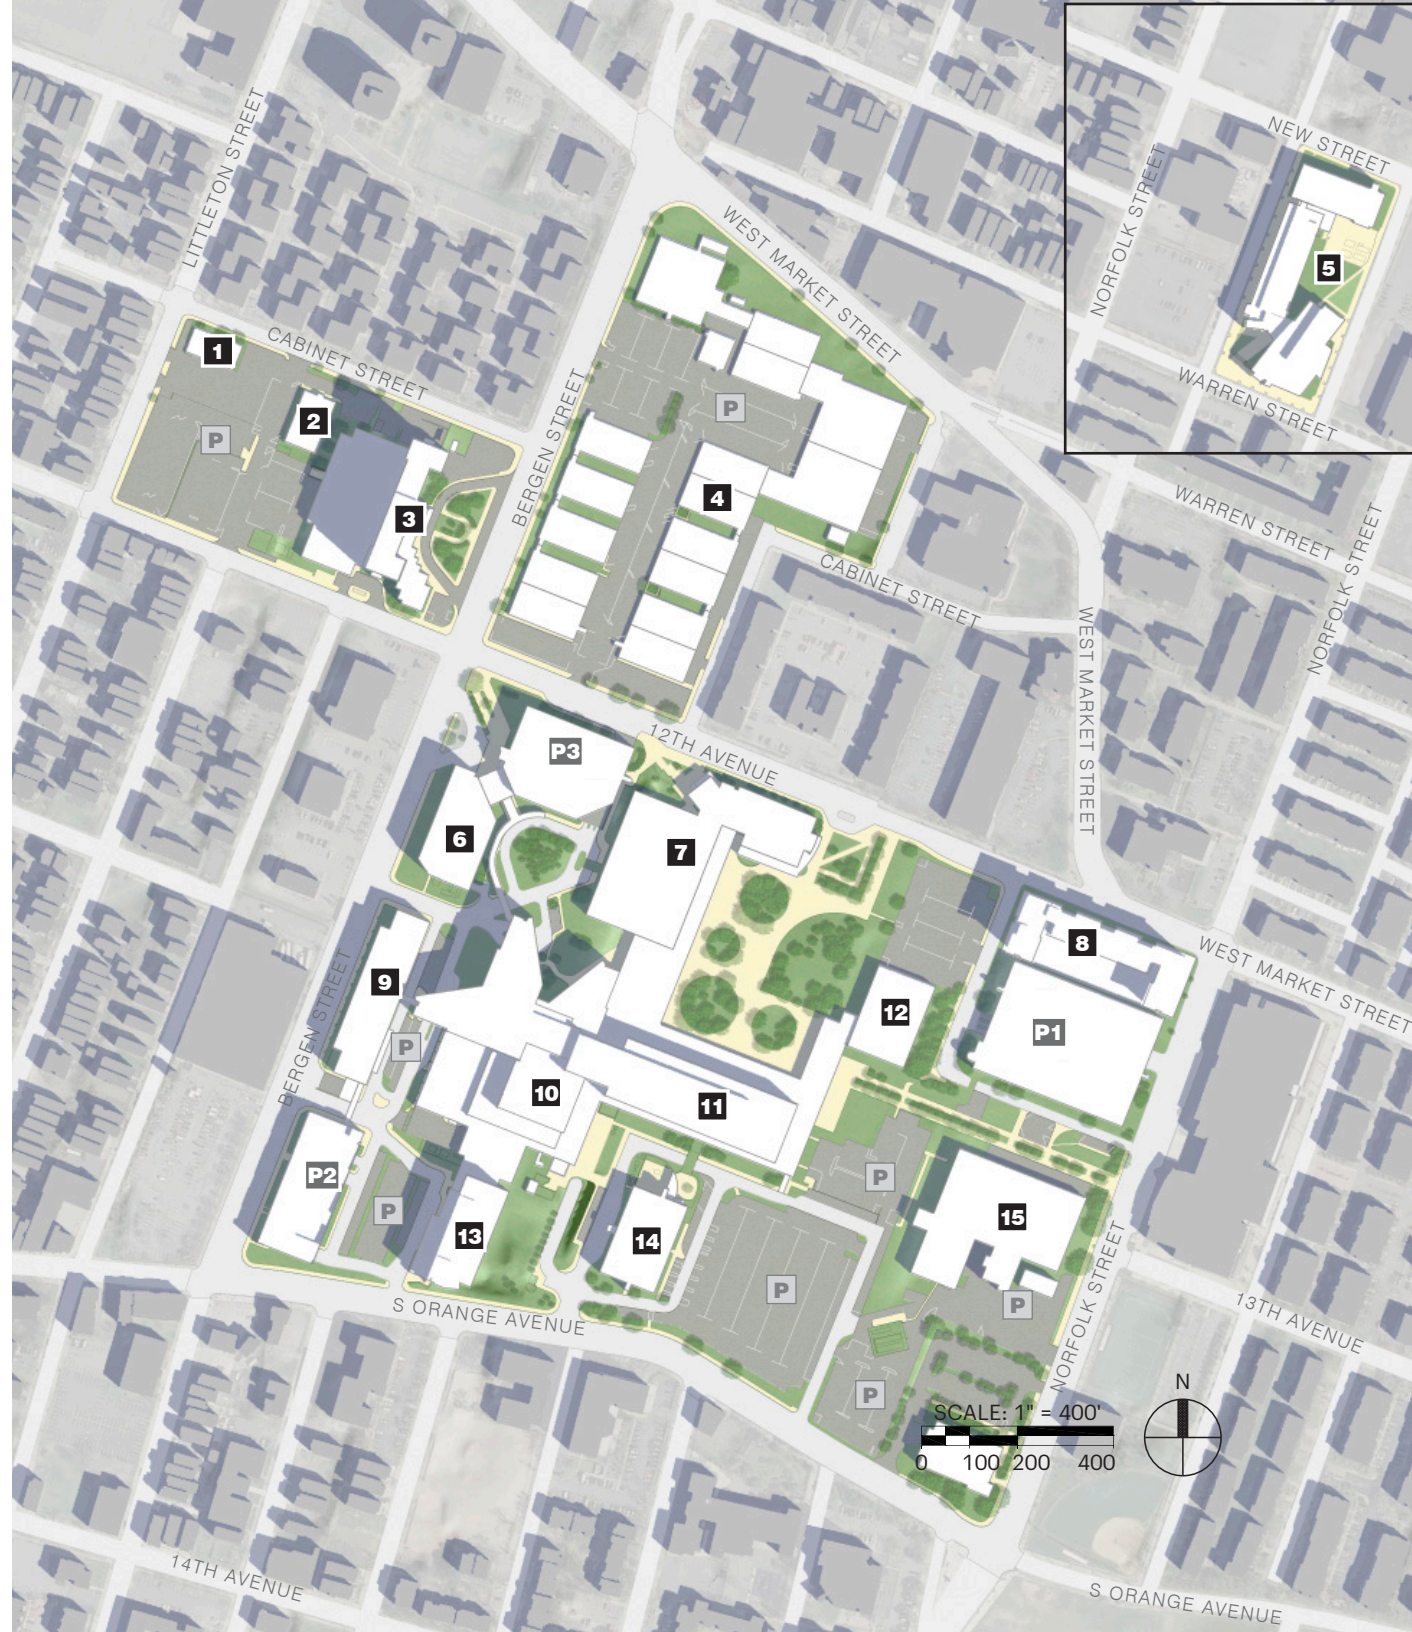 NEW STREET
LITTLETON STREET
NORFOLK STREET
WEST MARKET STREET
5
1
CABINET STREET
WARREN STREET
2
P
P
BERGEN STREET
4
3
WARREN STREET
NORFOLK STREET
CABINET STREET
WEST MARKET STREET
12TH AVENUE
P3
6
7
8
WEST MARKET STREET
9
BERGEN STREET
12
P1
P
10
11
P2
P
P
13
14
15
P
P
NORFOLK STREET
13TH AVENUE
S ORANGE AVENUE
P
N
SCALE: 1" = 400'
0 100 200 400
14TH AVENUE
S ORANGE AVENUE